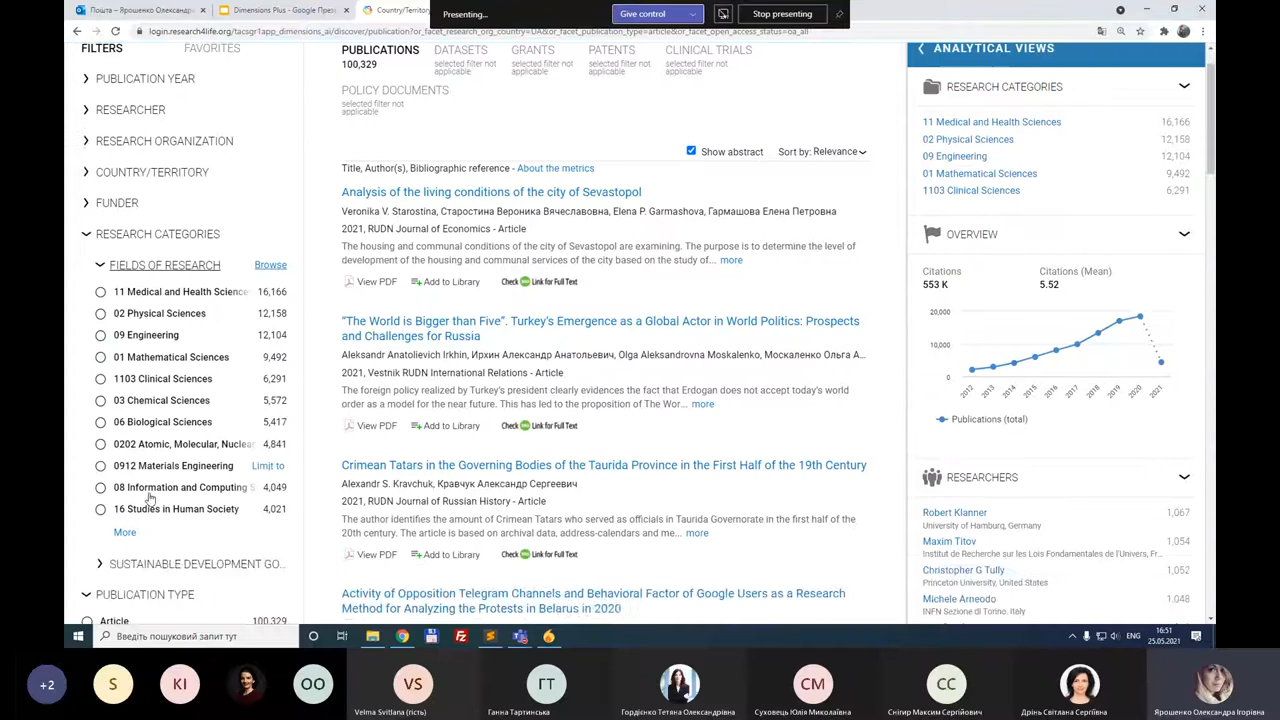 Пошта – Ярошенко Олександр
Dimensions Plus - Google Presen
Country/Territory
Presenting...
Give control
Stop presenting
login.research4life.org/tacsgr1app_dimensions_ai/discover/publication?or_facet_research_org_country=UA&or_facet_publication_type=article&or_facet_open_access_status=oa_all
FILTERS
FAVORITES
PUBLICATION YEAR
RESEARCHER
RESEARCH ORGANIZATION
COUNTRY/TERRITORY
FUNDER
RESEARCH CATEGORIES
FIELDS OF RESEARCH
Browse
11 Medical and Health Science 16,166
02 Physical Sciences 12,158
09 Engineering 12,104
01 Mathematical Sciences 9,492
1103 Clinical Sciences 6,291
03 Chemical Sciences 5,572
06 Biological Sciences 5,417
0202 Atomic, Molecular, Nuclea 4,841
0912 Materials Engineering Limit to
08 Information and Computing S 4,049
16 Studies in Human Society 4,021
More
SUSTAINABLE DEVELOPMENT GO...
PUBLICATION TYPE
Article 100,329
PUBLICATIONS
100,329
DATASETS
selected filter not
applicable
GRANTS
selected filter not
applicable
PATENTS
selected filter not
applicable
CLINICAL TRIALS
selected filter not
applicable
POLICY DOCUMENTS
selected filter not
applicable
Show abstract
Sort by: Relevance
Title, Author(s), Bibliographic reference - About the metrics
Analysis of the living conditions of the city of Sevastopol
Veronika V. Starostina, Старостина Вероника Вячеславовна, Elena P. Garmashova, Гармашова Елена Петровна
2021, RUDN Journal of Economics - Article
The housing and communal conditions of the city of Sevastopol are examining. The purpose is to determine the level of
development of the housing and communal services of the city based on the study of... more
View PDF
Add to Library
Check Link for Full Text
“The World is Bigger than Five”. Turkey’s Emergence as a Global Actor in World Politics: Prospects
and Challenges for Russia
Aleksandr Anatolievich Irkhin, Ирхин Александр Анатольевич, Olga Aleksandrovna Moskalenko, Москаленко Ольга А...
2021, Vestnik RUDN International Relations - Article
The foreign policy realized by Turkey’s president clearly evidences the fact that Erdogan does not accept today’s world
order as a model for the near future. This has led to the proposition of The Wor... more
View PDF
Add to Library
Check Link for Full Text
Crimean Tatars in the Governing Bodies of the Taurida Province in the First Half of the 19th Century
Alexandr S. Kravchuk, Кравчук Александр Сергеевич
2021, RUDN Journal of Russian History - Article
The author identifies the amount of Crimean Tatars who served as officials in Taurida Governorate in the first half of the
20th century. The article is based on archival data, address-calendars and me... more
View PDF
Add to Library
Check Link for Full Text
Activity of Opposition Telegram Channels and Behavioral Factor of Google Users as a Research
Method for Analyzing the Protests in Belarus in 2020
ANALYTICAL VIEWS
RESEARCH CATEGORIES
11 Medical and Health Sciences 16,166
02 Physical Sciences 12,158
09 Engineering 12,104
01 Mathematical Sciences 9,492
1103 Clinical Sciences 6,291
OVERVIEW
Citations
553 K
Citations (Mean)
5.52
20,000
10,000
0
2012 2013 2014 2015 2016 2017 2018 2019 2020 2021
Publications (total)
RESEARCHERS
Robert Klanner 1,067
University of Hamburg, Germany
Maxim Titov 1,054
Institut de Recherche sur les Lois Fondamentales de l'Univers, Fr...
Christopher G Tully 1,052
Princeton University, United States
Michele Arneodo 1,048
INFN Sezione di Torino, Italy
Введіть пошуковий запит тут
ENG
16:51
25.05.2021
+2
S
KI
OO
VS
ГТ
СМ
СС
Velma Svitlana (гість)
Ганна Тартинська
Гордієнко Тетяна Олександрівна
Суховець Юлія Миколаївна
Снігир Максим Сергійович
Дрінь Світлана Сергіївна
Ярошенко Олександра Ігорівна